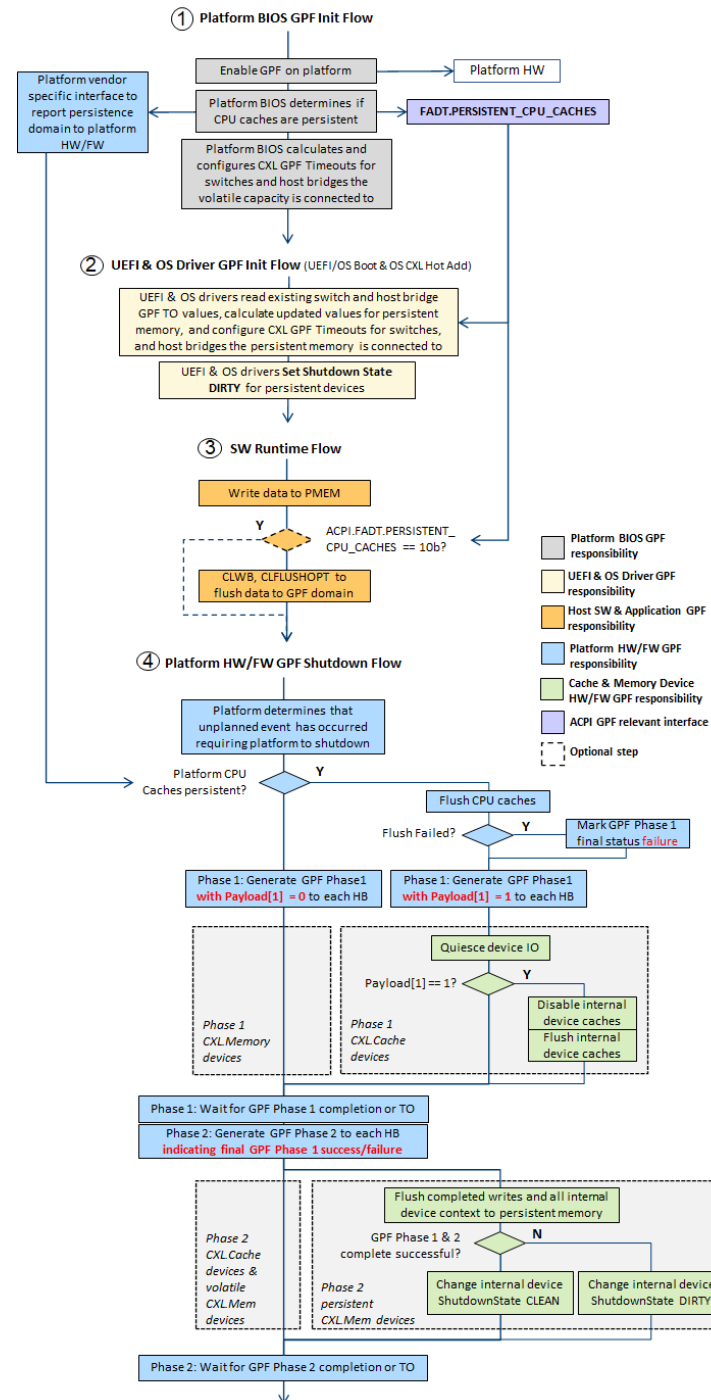 1 Platform BIOS GPF Init Flow
Enable GPF on platform
Platform HW
Platform vendor
specific interface to
report persistence
domain to platform
HW/FW
Platform BIOS determines if
CPU caches are persistent
FADT.PERSISTENT_CPU_CACHES
Platform BIOS calculates and
configures CXL GPF Timeouts for
switches and host bridges the
volatile capacity is connected to
2 UEFI & OS Driver GPF Init Flow (UEFI/OS Boot & OS CXL Hot Add)
UEFI & OS drivers read existing switch and host bridge
GPF TO values, calculate updated values for persistent
memory, and configure CXL GPF Timeouts for switches,
and host bridges the persistent memory is connected to
UEFI & OS drivers Set Shutdown State
DIRTY for persistent devices
3 SW Runtime Flow
Write data to PMEM
Y
ACPI.FADT.PERSISTENT_
CPU_CACHES == 10b?
CLWB, CLFLUSHOPT to
flush data to GPF domain
Platform BIOS GPF
responsibility
UEFI & OS Driver GPF
responsibility
Host SW & Application GPF
responsibility
Platform HW/FW GPF
responsibility
Cache & Memory Device
HW/FW GPF responsibility
ACPI GPF relevant interface
Optional step
4 Platform HW/FW GPF Shutdown Flow
Platform determines that
unplanned event has occurred
requiring platform to shutdown
Platform CPU
Caches persistent?
Y
Flush CPU caches
Flush Failed?
Y
Mark GPF Phase 1
final status failure
Phase 1: Generate GPF Phase1
with Payload[1] = 0 to each HB
Phase 1: Generate GPF Phase1
with Payload[1] = 1 to each HB
Quiesce device IO
Payload[1] == 1?
Y
Disable internal
device caches
Flush internal
device caches
Phase 1
CXL.Memory
devices
Phase 1
CXL.Cache
devices
Phase 1: Wait for GPF Phase 1 completion or TO
Phase 2: Generate GPF Phase 2 to each HB
indicating final GPF Phase 1 success/failure
Flush completed writes and all internal
device context to persistent memory
GPF Phase 1 & 2
complete successful?
N
Phase 2
CXL.Cache
devices &
volatile
CXL.Mem
devices
Phase 2
persistent
CXL.Mem devices
Change internal device
ShutdownState CLEAN
Change internal device
ShutdownState DIRTY
Phase 2: Wait for GPF Phase 2 completion or TO